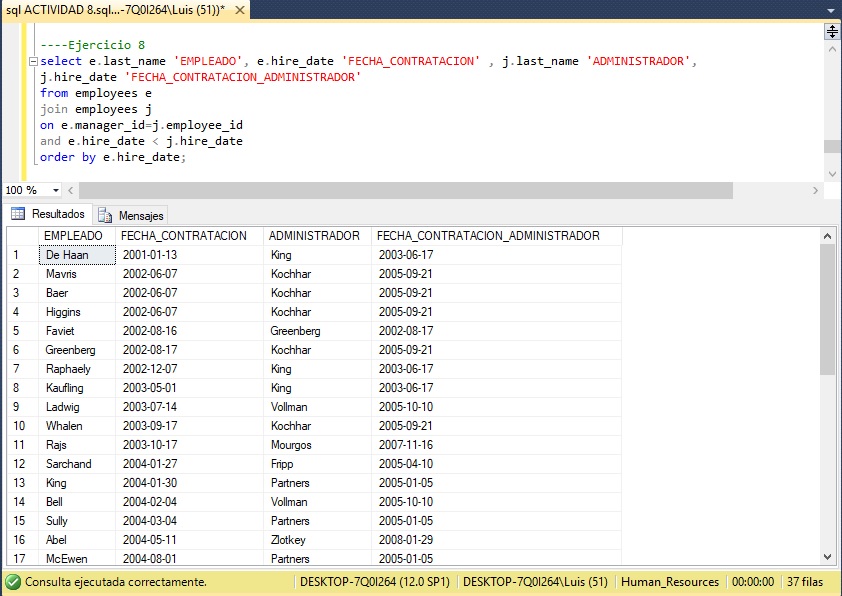 sql ACTIVIDAD 8.sql...-7Q0I264\Luis (51))*
----Ejercicio 8
select e.last_name 'EMPLEADO', e.hire_date 'FECHA_CONTRATACION' , j.last_name 'ADMINISTRADOR',
j.hire_date 'FECHA_CONTRATACION_ADMINISTRADOR'
from employees e
join employees j
on e.manager_id=j.employee_id
and e.hire_date < j.hire_date
order by e.hire_date;
100 %
Resultados Mensajes
EMPLEADO FECHA_CONTRATACION ADMINISTRADOR FECHA_CONTRATACION_ADMINISTRADOR
1 De Haan 2001-01-13 King 2003-06-17
2 Mavris 2002-06-07 Kochhar 2005-09-21
3 Baer 2002-06-07 Kochhar 2005-09-21
4 Higgins 2002-06-07 Kochhar 2005-09-21
5 Faviet 2002-08-16 Greenberg 2002-08-17
6 Greenberg 2002-08-17 Kochhar 2005-09-21
7 Raphaely 2002-12-07 King 2003-06-17
8 Kaufling 2003-05-01 King 2003-06-17
9 Ladwig 2003-07-14 Vollman 2005-10-10
10 Whalen 2003-09-17 Kochhar 2005-09-21
11 Rajs 2003-10-17 Mourgos 2007-11-16
12 Sarchand 2004-01-27 Fripp 2005-04-10
13 King 2004-01-30 Partners 2005-01-05
14 Bell 2004-02-04 Vollman 2005-10-10
15 Sully 2004-03-04 Partners 2005-01-05
16 Abel 2004-05-11 Zlotkey 2008-01-29
17 McEwen 2004-08-01 Partners 2005-01-05
Consulta ejecutada correctamente. DESKTOP-7Q0I264 (12.0 SP1) DESKTOP-7Q0I264\Luis (51) Human_Resources 00:00:00 37 filas